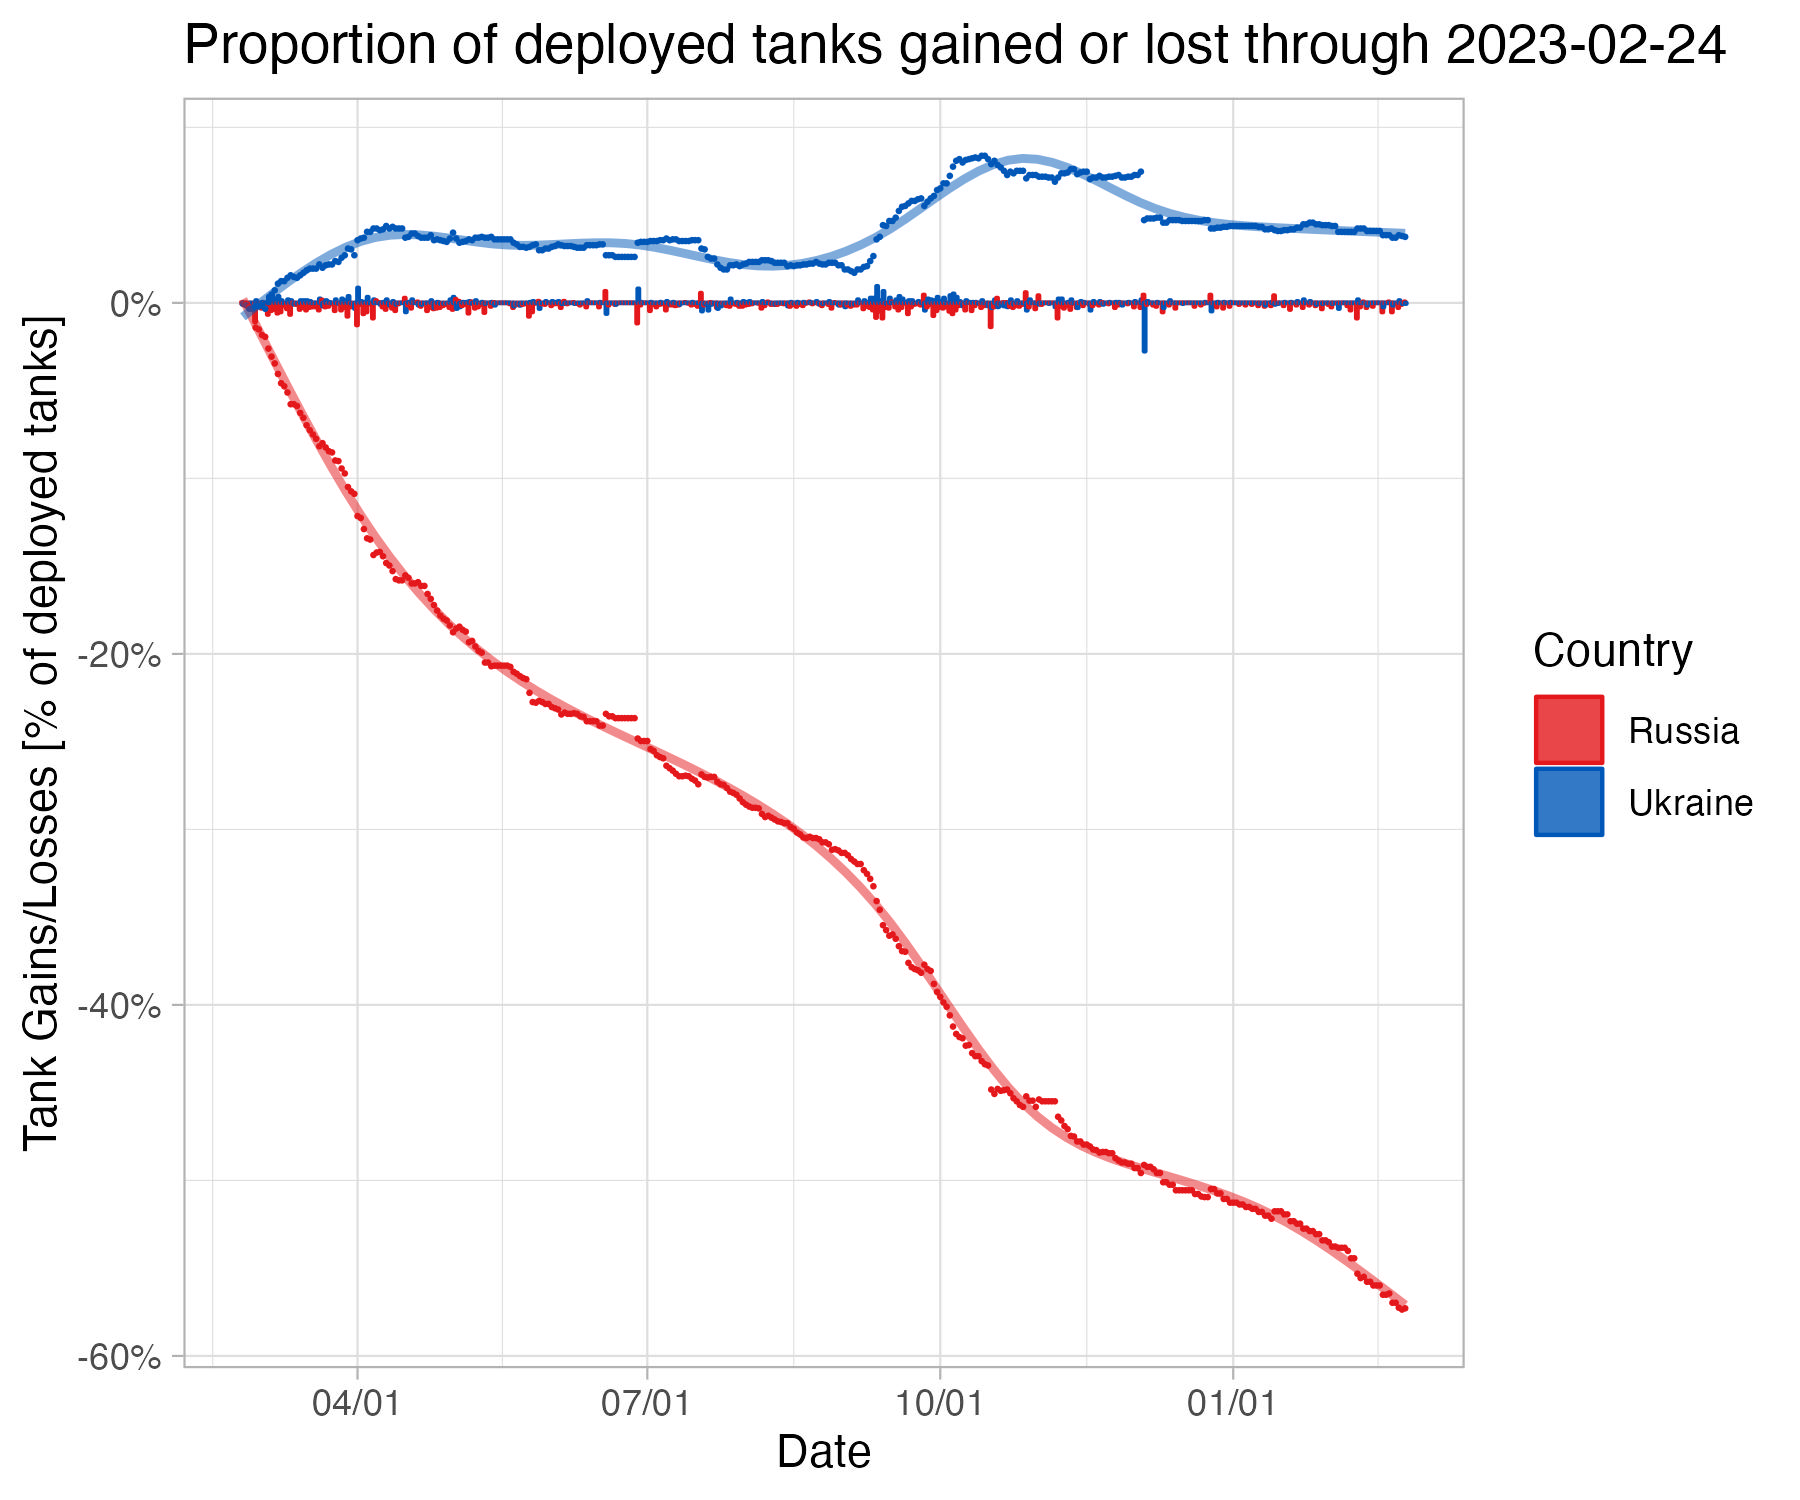 Proportion of deployed tanks gained or lost through 2023-02-24
Tank Gains/Losses [% of deployed tanks]
0%
-20%
-40%
-60%
04/01
07/01
10/01
01/01
Date
Country
Russia
Ukraine